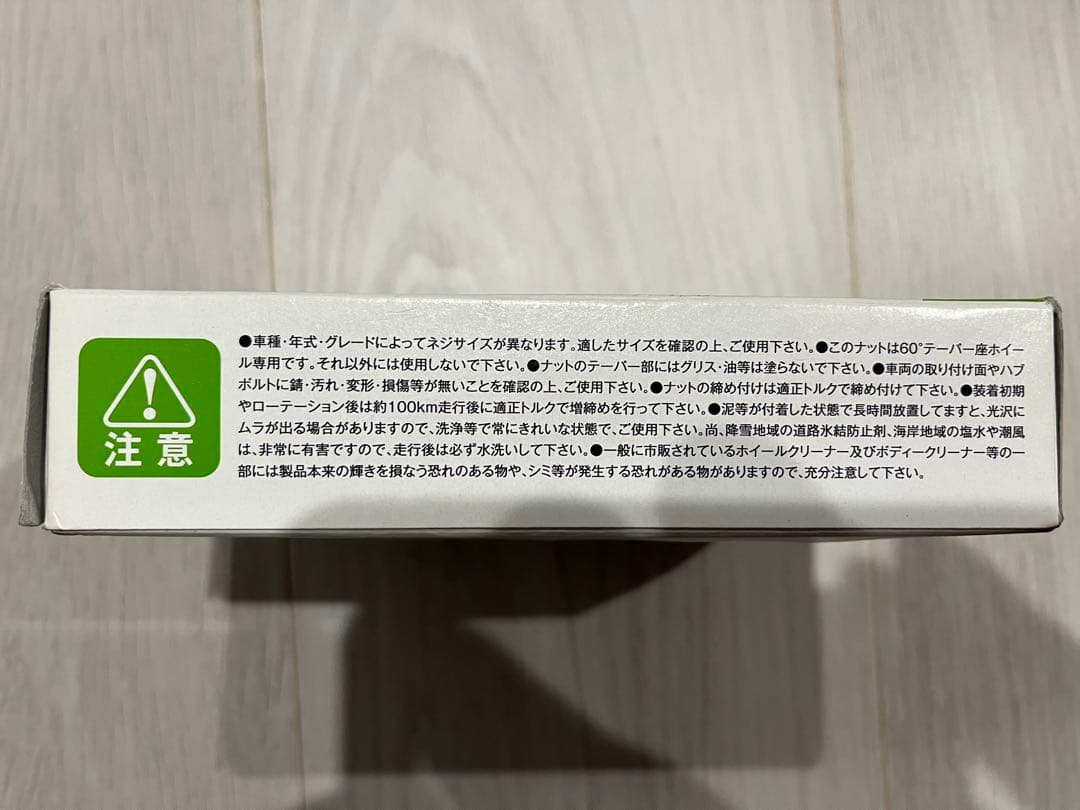 注意
●車種・年式・グレードによってネジサイズが異なります。適したサイズを確認の上、ご使用下さい。●このナットは60°テーパー座ホイー
ル専用です。それ以外には使用しないで下さい。●ナットのテーパー部にはグリス・油等は塗らないで下さい。●車両の取り付け面やハブ
ボルトに錆・汚れ・変形・損傷等が無いことを確認の上、ご使用下さい。●ナットの締め付けは適正トルクで締め付けて下さい。●装着初期
やローテーション後は約100km走行後に適正トルクで増締めを行って下さい。●泥等が付着した状態で長時間放置してますと、光沢に
ムラが出る場合がありますので、洗浄等で常にきれいな状態で、ご使用下さい。尚、降雪地域の道路氷結防止剤、海岸地域の塩水や潮風
は、非常に有害ですので、走行後は必ず水洗いして下さい。●一般に市販されているホイールクリーナー及びボディークリーナー等の一
部には製品本来の輝きを損なう恐れのある物や、シミ等が発生する恐れがある物がありますので、充分注意して下さい。